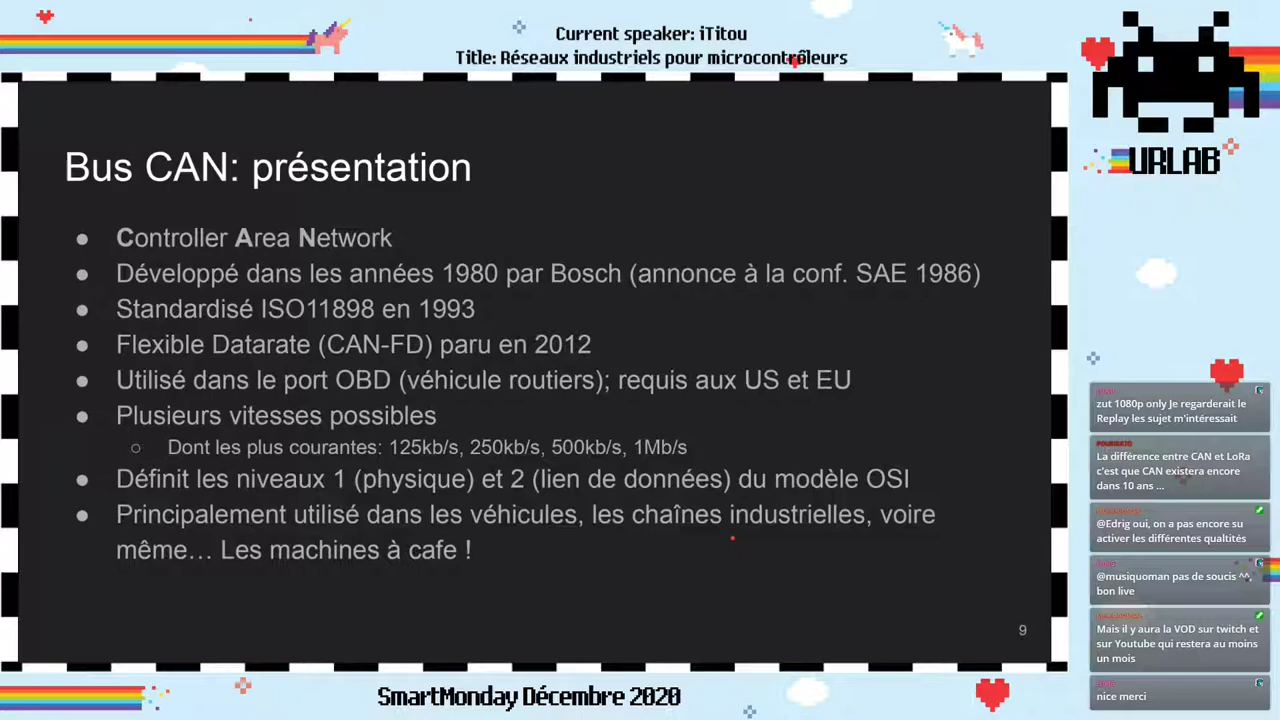 Current speaker: iTitou
Title: Réseaux industriels pour microcontrôleurs
URLAB
Bus CAN: présentation
● Controller Area Network
● Développé dans les années 1980 par Bosch (annonce à la conf. SAE 1986)
● Standardisé ISO11898 en 1993
● Flexible Datarate (CAN-FD) paru en 2012
● Utilisé dans le port OBD (véhicule routiers); requis aux US et EU
● Plusieurs vitesses possibles
○ Dont les plus courantes: 125kb/s, 250kb/s, 500kb/s, 1Mb/s
● Définit les niveaux 1 (physique) et 2 (lien de données) du modèle OSI
● Principalement utilisé dans les véhicules, les chaînes industrielles, voire
même… Les machines à cafe !
9
zut 1080p only Je regarderait le
Replay les sujet m'intéressait
La différence entre CAN et LoRa
c'est que CAN existera encore
dans 10 ans ...
@Edrig oui, on a pas encore su
activer les différentes qualtités
@musiquoman pas de soucis ^^,
bon live
Mais il y aura la VOD sur twitch et
sur Youtube qui restera au moins
un mois
nice merci
SmartMonday Décembre 2020